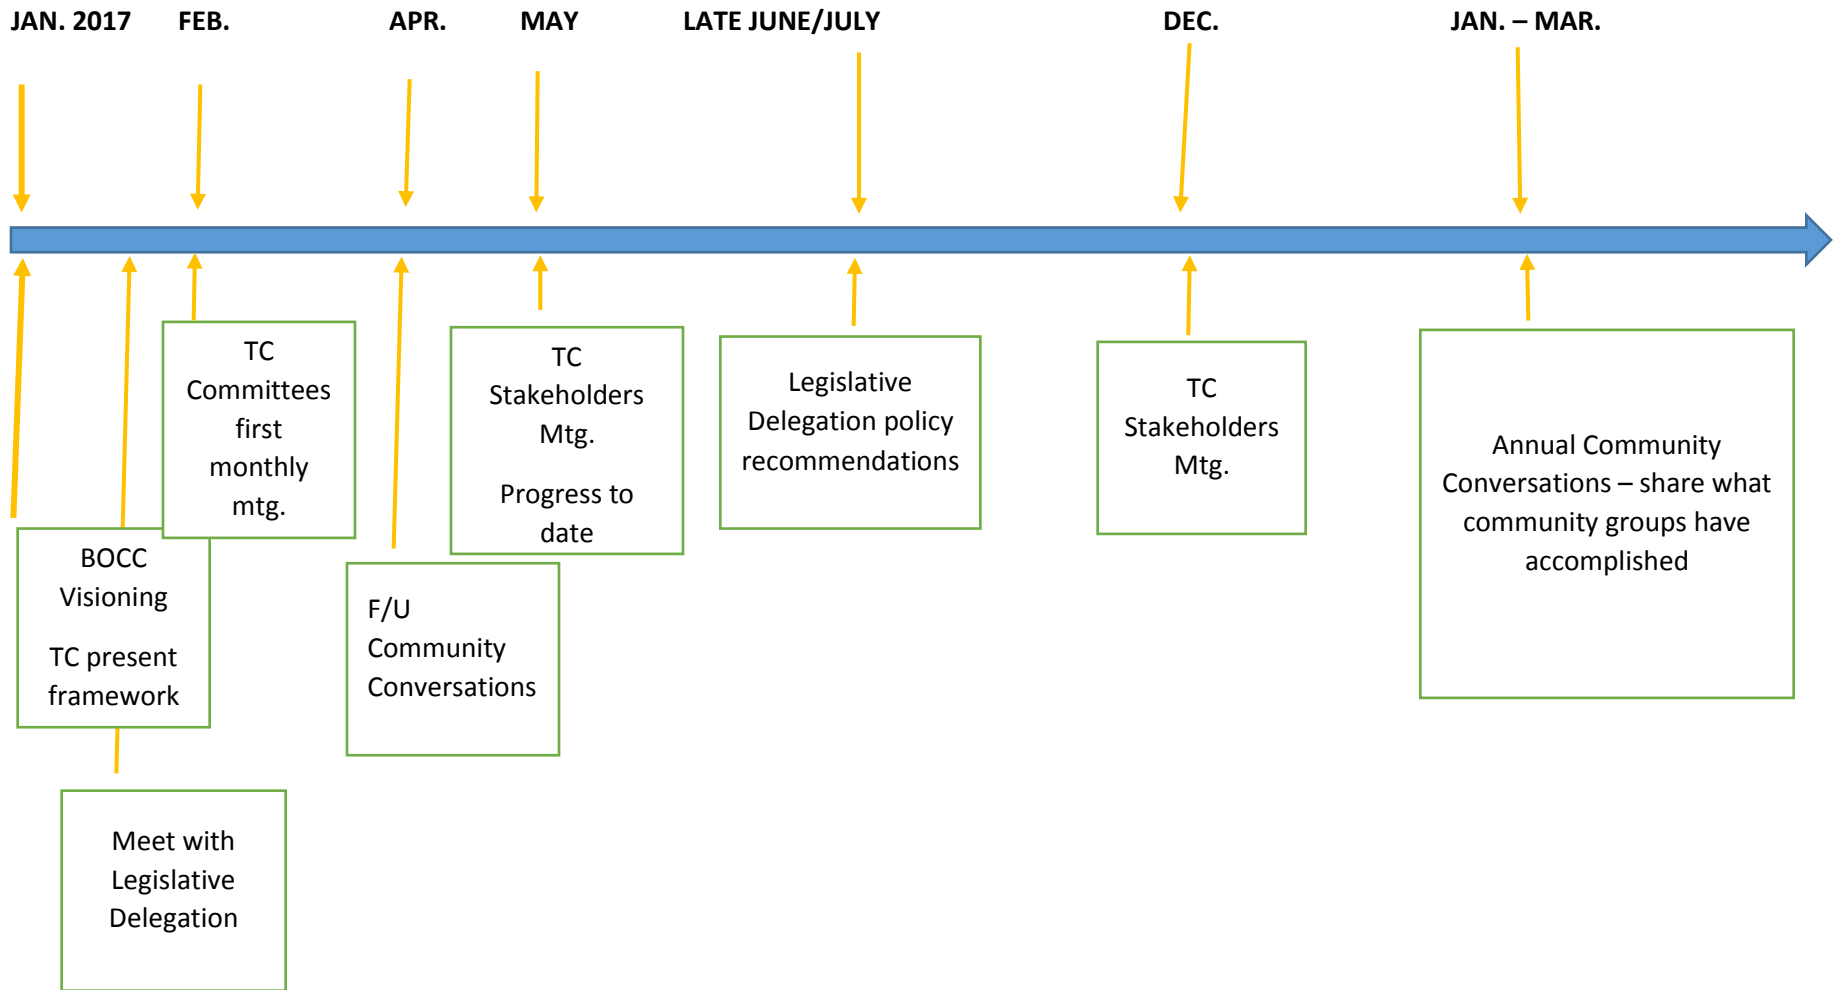 JAN. 2017 FEB. APR. MAY LATE JUNE/JULY DEC. JAN. – MAR.
TC
Committees
first
monthly
mtg.
BOCC
Visioning
TC present
framework
Meet with
Legislative
Delegation
F/U
Community
Conversations
TC
Stakeholders
Mtg.
Progress to
date
Legislative
Delegation policy
recommendations
TC
Stakeholders
Mtg.
Annual Community
Conversations – share what
community groups have
accomplished